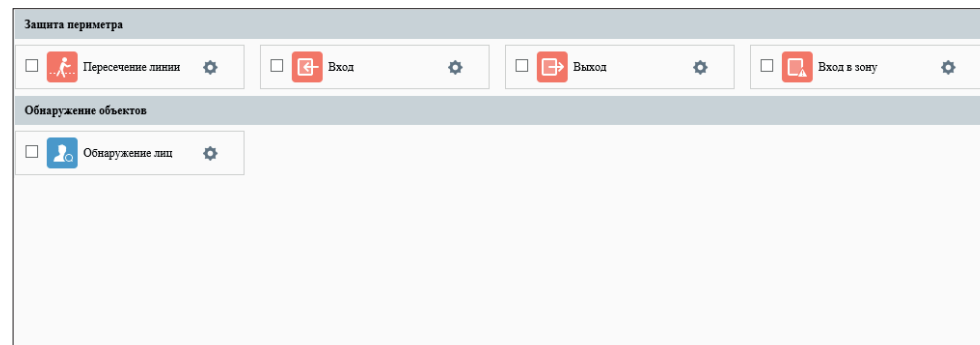 Защита периметра
Пересечение линии
Вход
Выход
Вход в зону
Обнаружение объектов
Обнаружение лиц